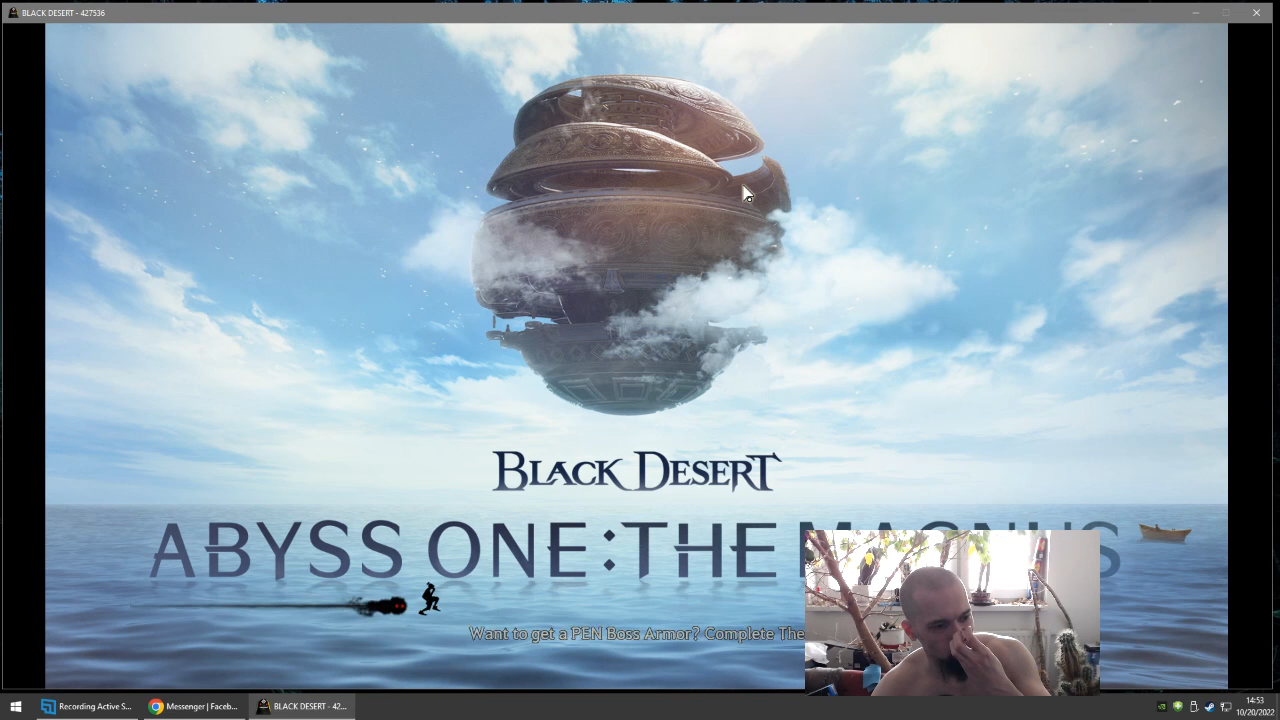 BLACK DESERT - 427536
BLACK DESERT
ABYSS ONE:THE MAGNUS
Want to get a PEN Boss Armor? Complete The
Recording Active S...
Messenger | Faceb...
BLACK DESERT - 42...
14:53
10/20/2022